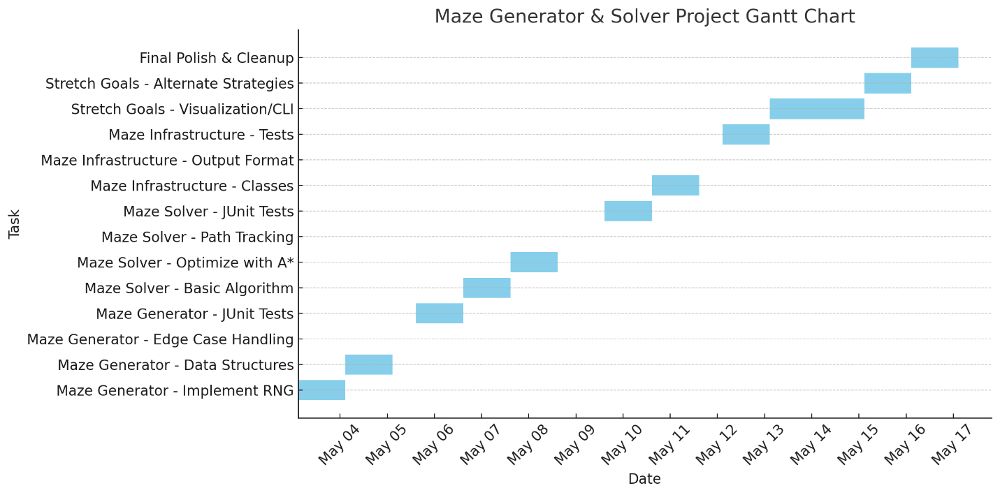 Maze Generator & Solver Project Gantt Chart
Final Polish & Cleanup
Stretch Goals - Alternate Strategies
Stretch Goals - Visualization/CLI
Maze Infrastructure - Tests
Maze Infrastructure - Output Format
Maze Infrastructure - Classes
Maze Solver - JUnit Tests
Maze Solver - Path Tracking
Maze Solver - Optimize with A*
Maze Solver - Basic Algorithm
Maze Generator - JUnit Tests
Maze Generator - Edge Case Handling
Maze Generator - Data Structures
Maze Generator - Implement RNG
Task
May 04
May 05
May 06
May 07
May 08
May 09
May 10
May 11
May 12
May 13
May 14
May 15
May 16
May 17
Date